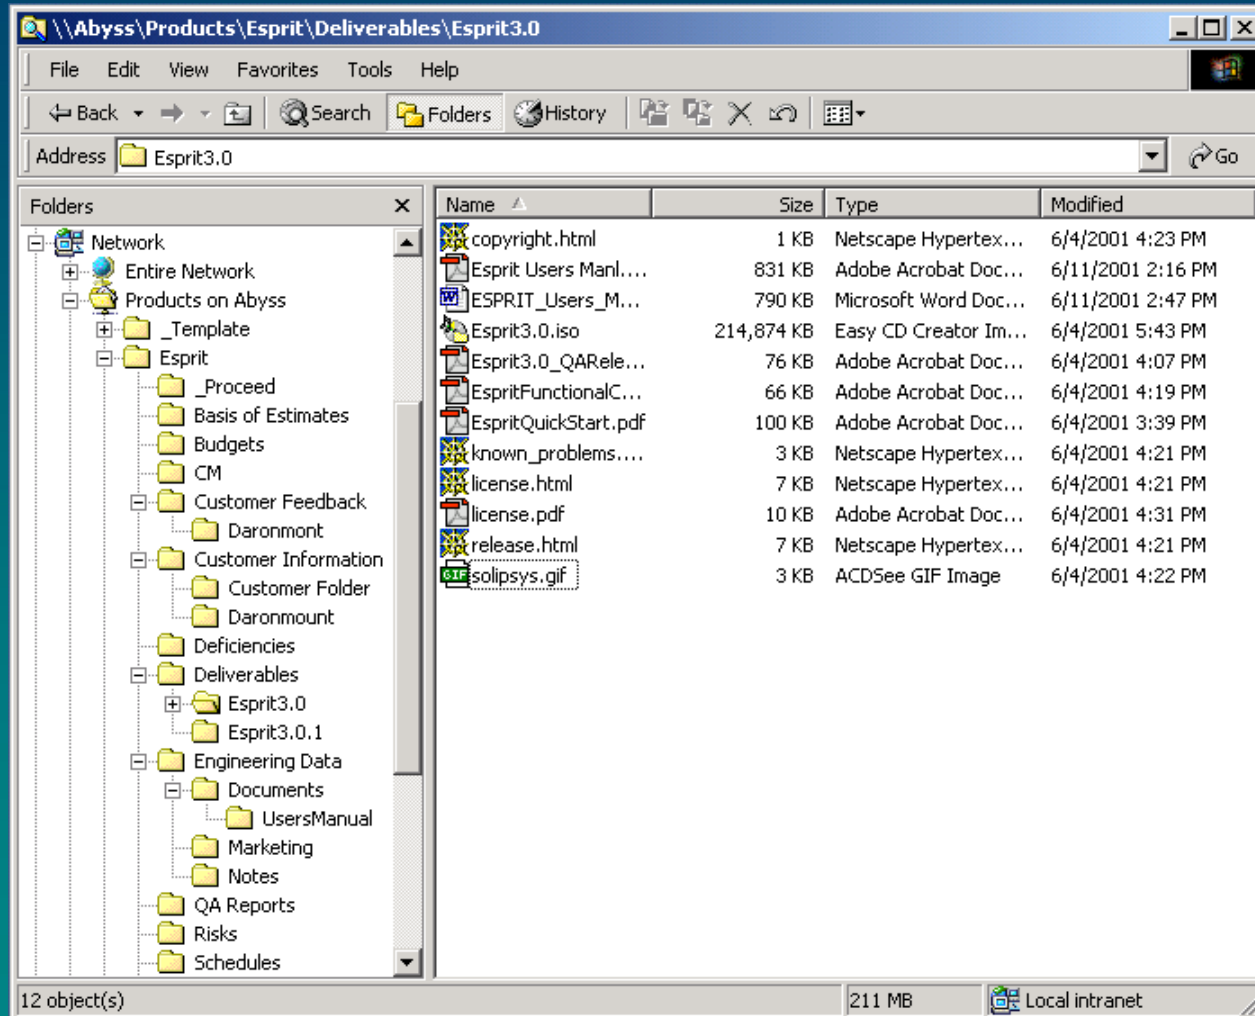 \\Abyss\Products\Esprit\Deliverables\Esprit3.0
File Edit View Favorites Tools Help
Back Search Folders History
Address Esprit3.0 Go
Folders
Network
Entire Network
Products on Abyss
_Template
Esprit
_Proceed
Basis of Estimates
Budgets
CM
Customer Feedback
Daronmont
Customer Information
Customer Folder
Daronmount
Deficiencies
Deliverables
Esprit3.0
Esprit3.0.1
Engineering Data
Documents
UsersManual
Marketing
Notes
QA Reports
Risks
Schedules
Name Size Type Modified
copyright.html 1 KB Netscape Hypertex... 6/4/2001 4:23 PM
Esprit Users Manl.... 831 KB Adobe Acrobat Doc... 6/11/2001 2:16 PM
ESPRIT_Users_M... 790 KB Microsoft Word Doc... 6/11/2001 2:47 PM
Esprit3.0.iso 214,874 KB Easy CD Creator Im... 6/4/2001 5:43 PM
Esprit3.0_QARele... 76 KB Adobe Acrobat Doc... 6/4/2001 4:07 PM
EspritFunctionalC... 66 KB Adobe Acrobat Doc... 6/4/2001 4:19 PM
EspritQuickStart.pdf 100 KB Adobe Acrobat Doc... 6/4/2001 3:39 PM
known_problems.... 3 KB Netscape Hypertex... 6/4/2001 4:21 PM
license.html 7 KB Netscape Hypertex... 6/4/2001 4:21 PM
license.pdf 10 KB Adobe Acrobat Doc... 6/4/2001 4:31 PM
release.html 7 KB Netscape Hypertex... 6/4/2001 4:21 PM
GIF solipsys.gif 3 KB ACDSee GIF Image 6/4/2001 4:22 PM
12 object(s) 211 MB Local intranet